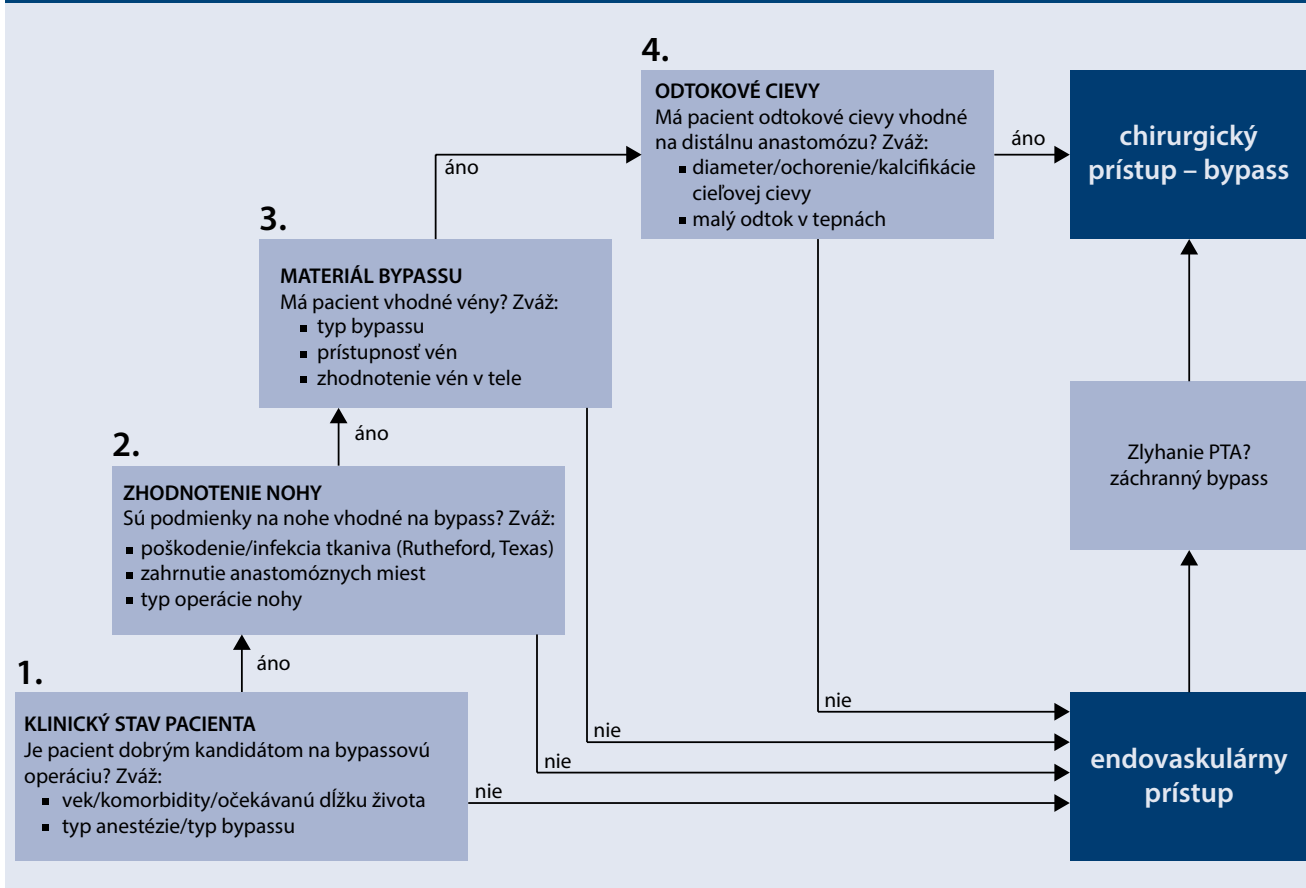 1.
KLINICKÝ STAV PACIENTA
Je pacient dobrým kandidátom na bypassovú
operáciu? Zváž:
▪ vek/komorbidity/očekávanú dĺžku života
▪ typ anestézie/typ bypassu
áno
nie
2.
ZHODNOTENIE NOHY
Sú podmienky na nohe vhodné na bypass? Zváž:
▪ poškodenie/infekcia tkaniva (Rutheford, Texas)
▪ zahrnutie anastomóznych miest
▪ typ operácie nohy
áno
nie
3.
MATERIÁL BYPASSU
Má pacient vhodné vény? Zváž:
▪ typ bypassu
▪ prístupnosť vén
▪ zhodnotenie vén v tele
áno
nie
4.
ODTOKOVÉ CIEVY
Má pacient odtokové cievy vhodné
na distálnu anastomózu? Zváž:
▪ diameter/ochorenie/kalcifikácie
cieľovej cievy
▪ malý odtok v tepnách
áno
nie
chirurgický
prístup – bypass
Zlyhanie PTA?
záchranný bypass
endovaskulárny
prístup